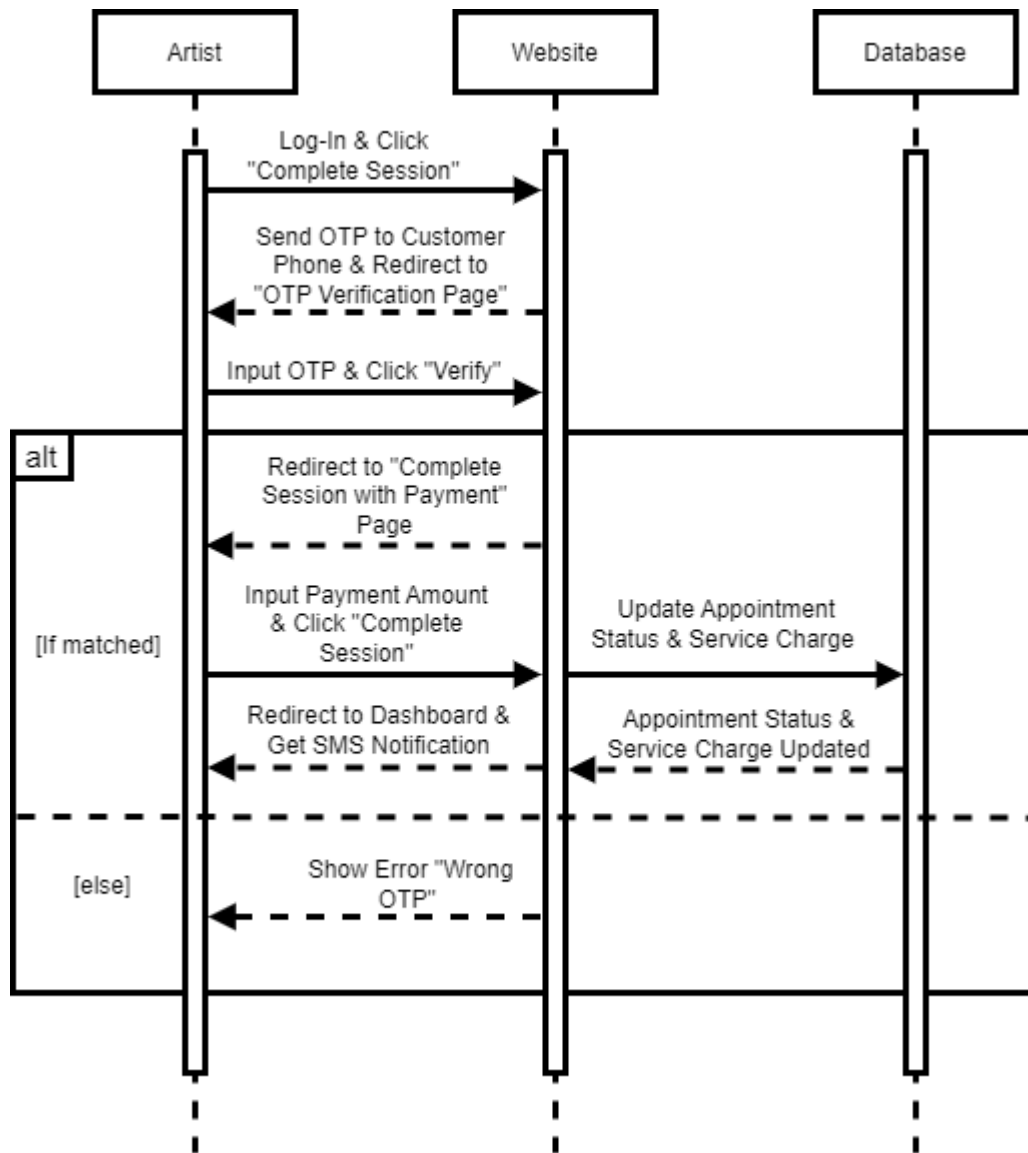 Artist
Website
Database
Log-In & Click
"Complete Session"
Send OTP to Customer
Phone & Redirect to
"OTP Verification Page"
Input OTP & Click "Verify"
alt
Redirect to "Complete
Session with Payment"
Page
[If matched]
Input Payment Amount
& Click "Complete
Session"
Update Appointment
Status & Service Charge
Redirect to Dashboard &
Get SMS Notification
Appointment Status &
Service Charge Updated
[else]
Show Error "Wrong
OTP"